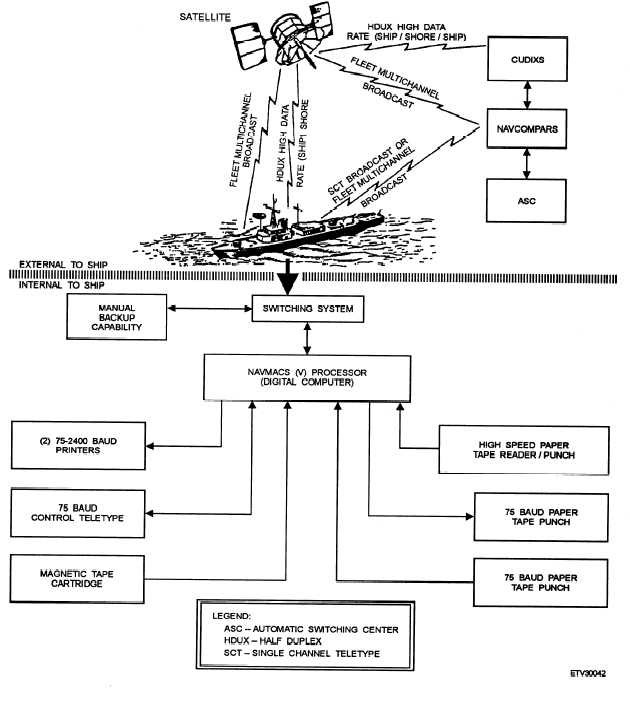 SATELLITE
HDUX HIGH DATA
RATE (SHIP / SHORE / SHIP)
CUDIXS
FLEET MULTICHANNEL
BROADCAST
NAVCOMPARS
ASC
FLEET MULTICHANNEL
BROADCAST
HDUX HIGH DATA
RATE (SHIP) SHORE
SCT BROADCAST OR
FLEET MULTICHANNEL
BROADCAST
EXTERNAL TO SHIP
INTERNAL TO SHIP
MANUAL
BACKUP
CAPABILITY
SWITCHING SYSTEM
NAVMACS (V) PROCESSOR
(DIGITAL COMPUTER)
(2) 75-2400 BAUD
PRINTERS
HIGH SPEED PAPER
TAPE READER / PUNCH
75 BAUD
CONTROL TELETYPE
75 BAUD PAPER
TAPE PUNCH
MAGNETIC TAPE
CARTRIDGE
75 BAUD PAPER
TAPE PUNCH
LEGEND:
ASC – AUTOMATIC SWITCHING CENTER
HDUX – HALF DUPLEX
SCT – SINGLE CHANNEL TELETYPE
ETV30042